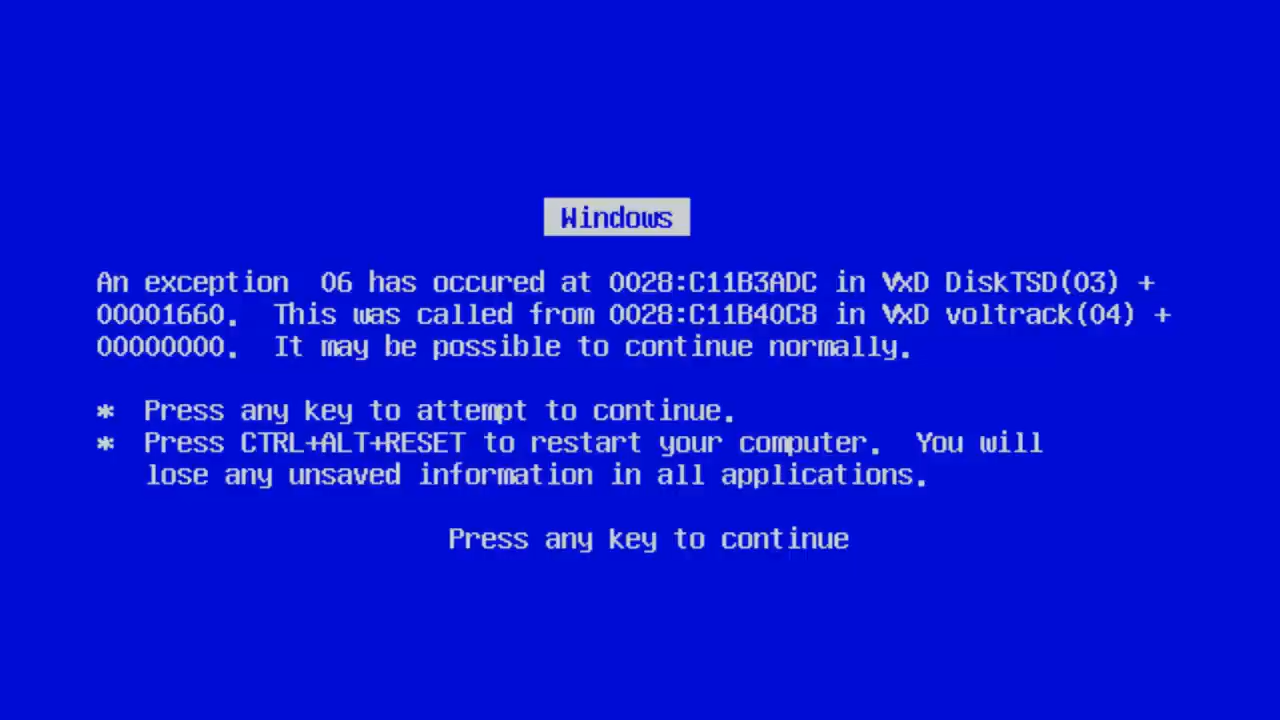 Windows
An exception  06 has occured at 0028:C11B3ADC in VxD DiskTSD(03) +
00001660.  This was called from 0028:C11B40C8 in VxD voltrack(04) +
00000000.  It may be possible to continue normally.
*  Press any key to attempt to continue.
*  Press CTRL+ALT+RESET to restart your computer.  You will
lose any unsaved information in all applications.
Press any key to continue